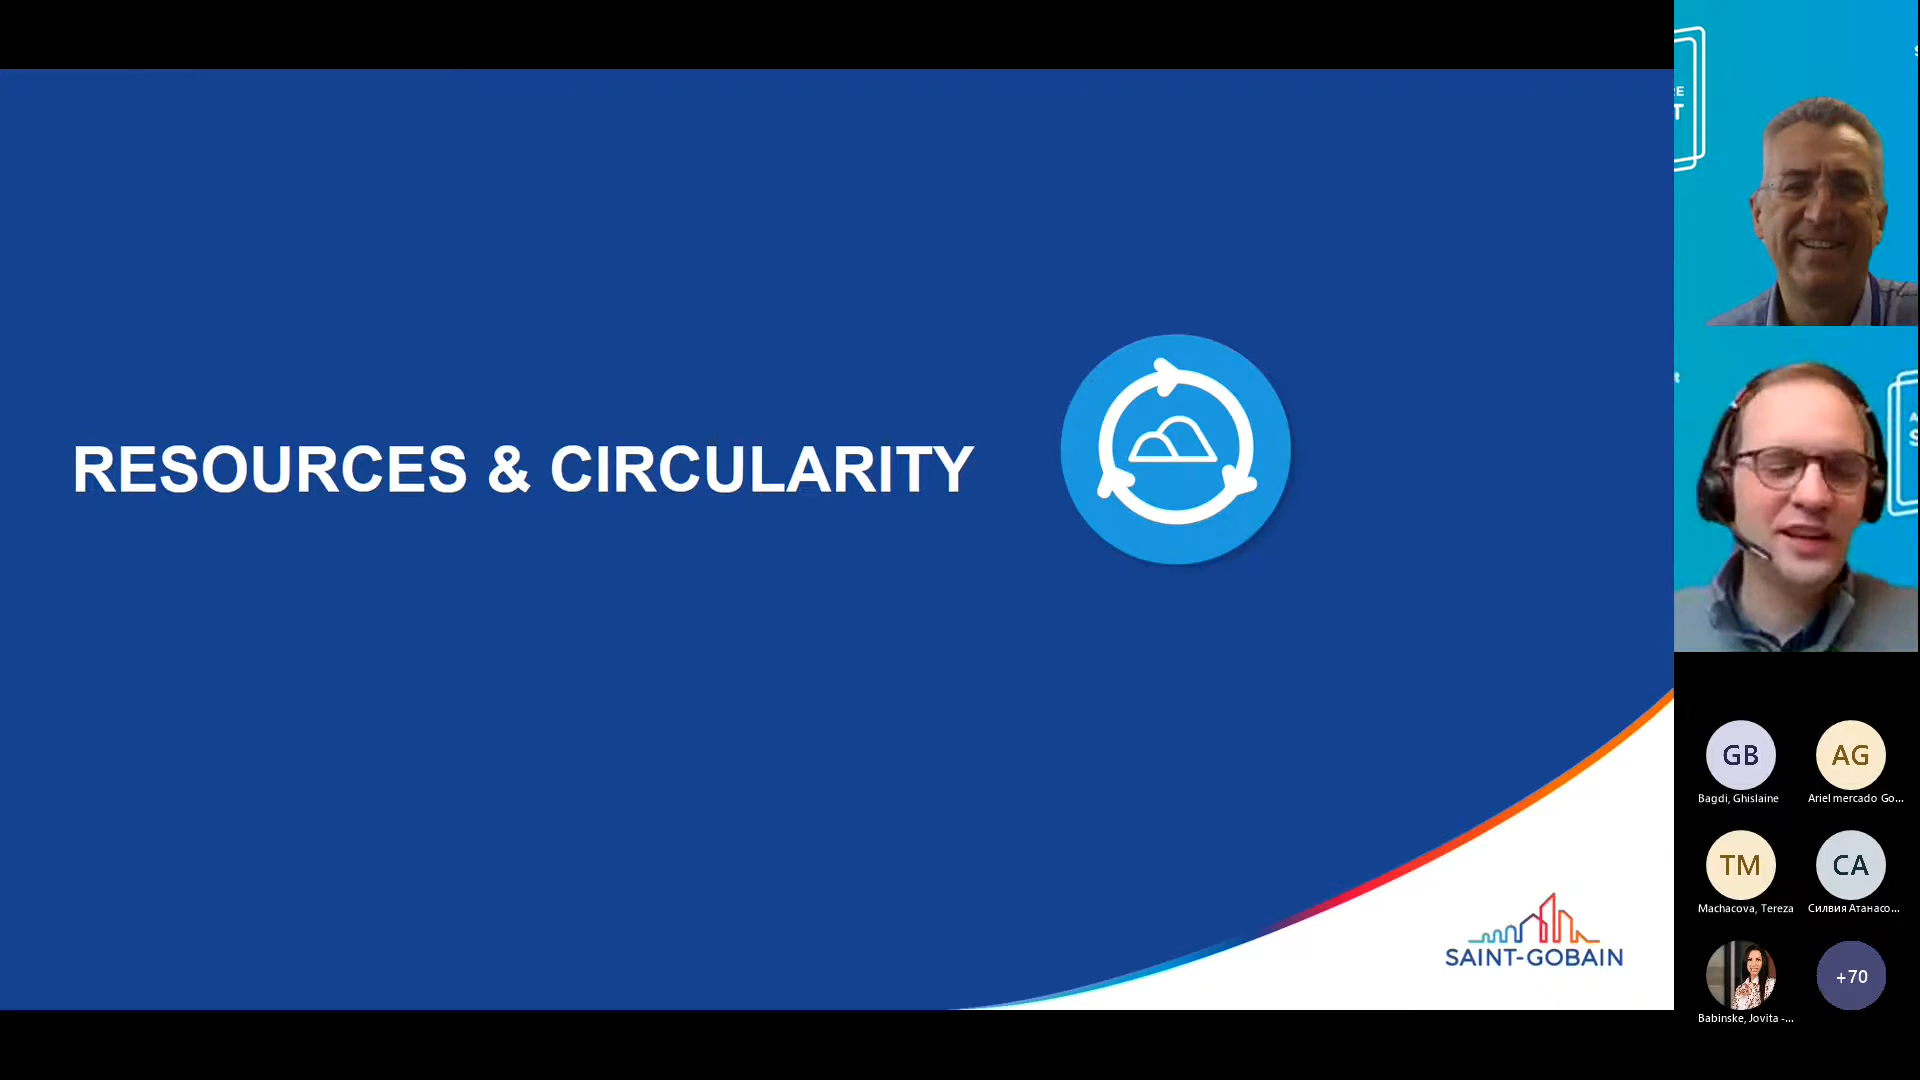 RESOURCES & CIRCULARITY
SAINT-GOBAIN
GB
Bagdi, Ghislaine
AG
Ariel mercado Go...
TM
Machacova, Tereza
CA
Силвия Атанасо...
Babinske, Jovita -...
+70